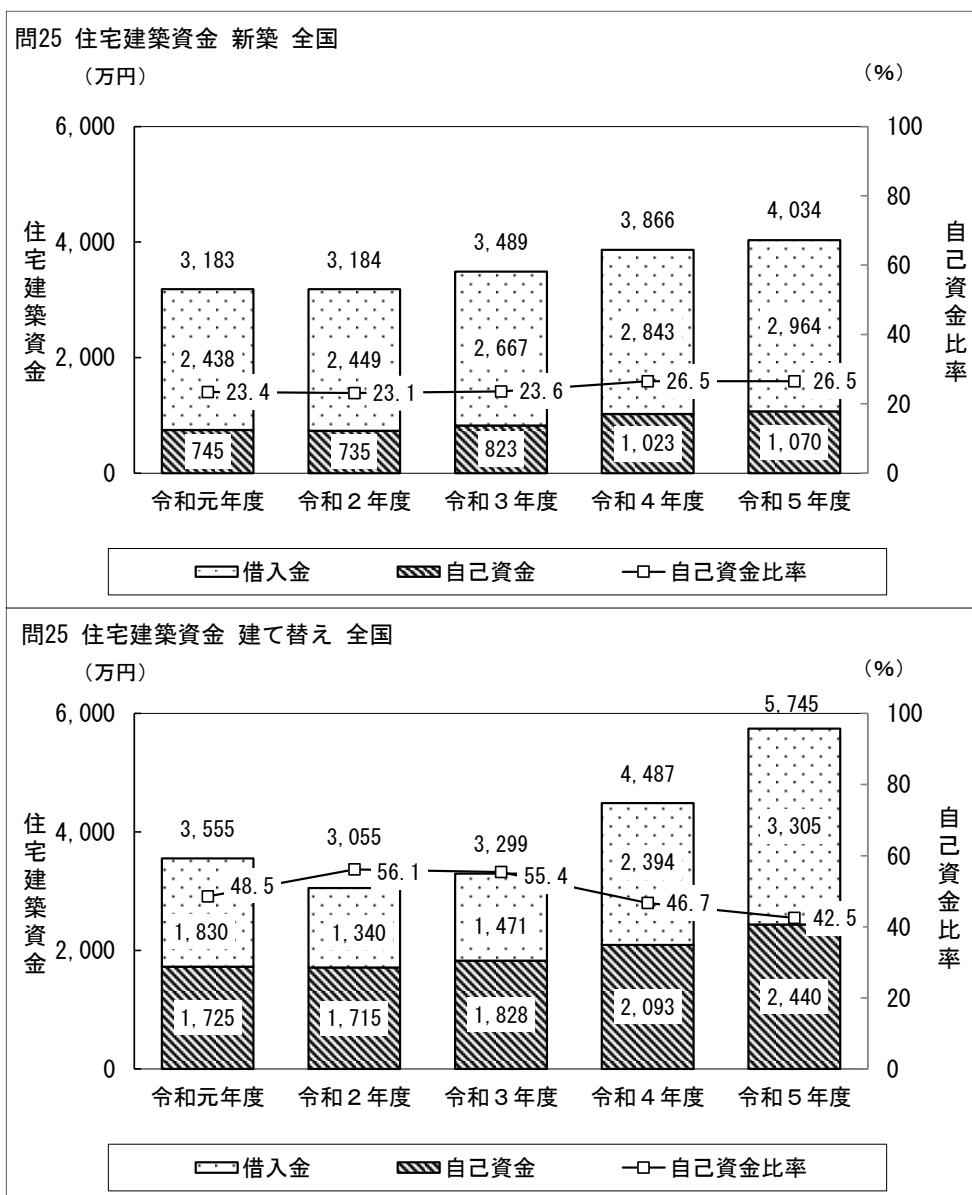 問25 住宅建築資金 新築 全国
（万円）
（%）
6,000
4,000
2,000
0
100
80
60
40
20
0
住宅建築資金
自己資金比率
3,183
3,184
3,489
3,866
4,034
2,438
2,449
2,667
2,843
2,964
23.4
23.1
23.6
26.5
26.5
745
735
823
1,023
1,070
令和元年度
令和２年度
令和３年度
令和４年度
令和５年度
借入金
自己資金
自己資金比率
問25 住宅建築資金 建て替え 全国
（万円）
（%）
6,000
4,000
2,000
0
100
80
60
40
20
0
住宅建築資金
自己資金比率
3,555
3,055
3,299
4,487
5,745
48.5
56.1
55.4
46.7
42.5
1,830
1,340
1,471
2,394
3,305
1,725
1,715
1,828
2,093
2,440
令和元年度
令和２年度
令和３年度
令和４年度
令和５年度
借入金
自己資金
自己資金比率